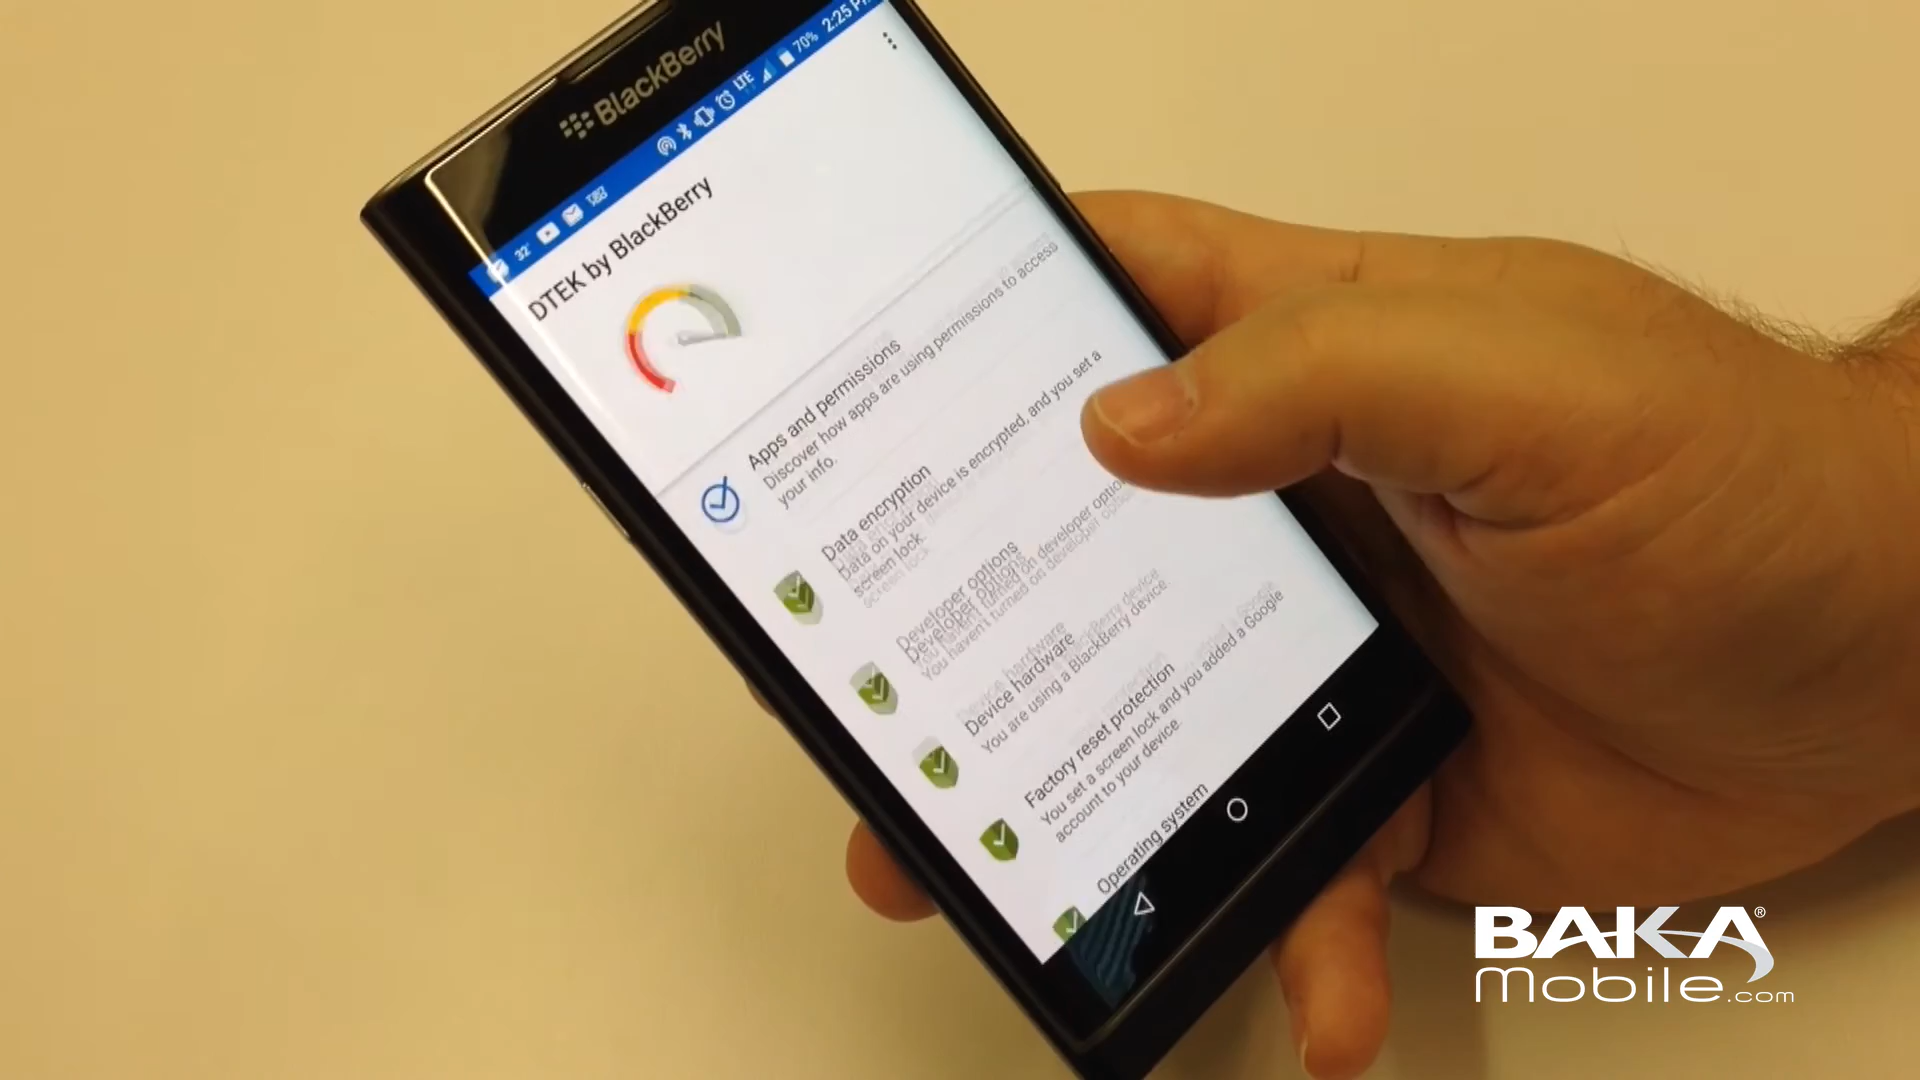 BlackBerry
32°
LTE
70%
2:25 PM
DTEK by BlackBerry
Apps and permissions
Discover how apps are using permissions to access
your info.
Data encryption
Data on your device is encrypted, and you set a
screen lock.
Developer options
You haven't turned on developer options
Device hardware
You are using a BlackBerry device.
Factory reset protection
You set a screen lock and you added a Google
account to your device.
Operating system
BAKA®
mobile.com